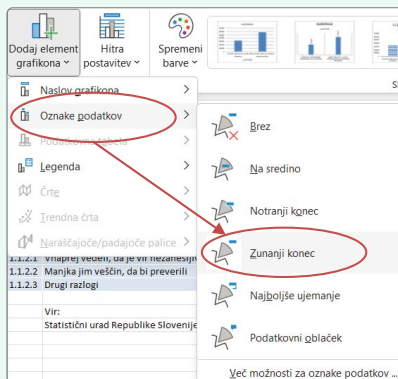 Dodaj element grafikona
Hitra postavitev
Spremeni barve
Naslov grafikona
Oznake podatkov
Podatkovna tabela
Legenda
Črte
Trendna črta
Naraščajoče/padajoče palice
Brez
Na sredino
Notranji konec
Zunanji konec
Najboljše ujemanje
Podatkovni oblaček
Več možnosti za oznake podatkov ...
1.1.2.1 vnaprej vedeli, da je vir
1.1.2.2 Manjka jim veščin, da bi preverili
1.1.2.3 Drugi razlogi
Vir:
Statistični urad Republike Slovenije